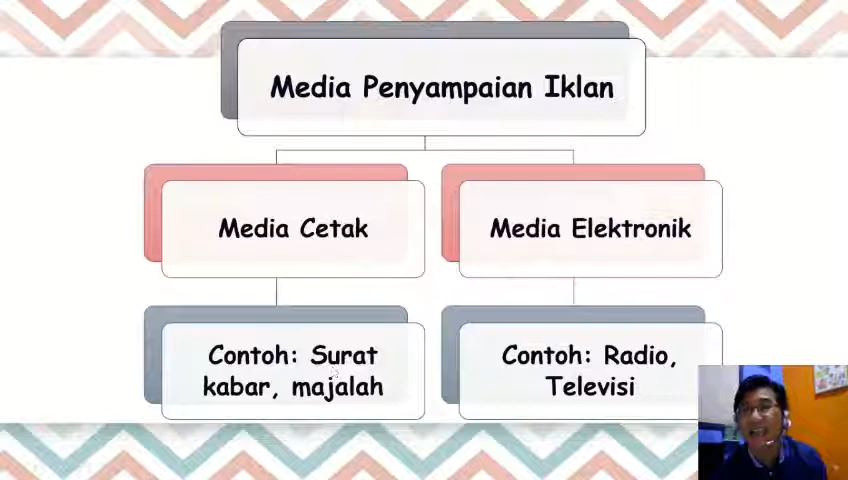 Media Penyampaian Iklan
Media Cetak
Media Elektronik
Contoh: Surat
kabar, majalah
Contoh: Radio,
Televisi